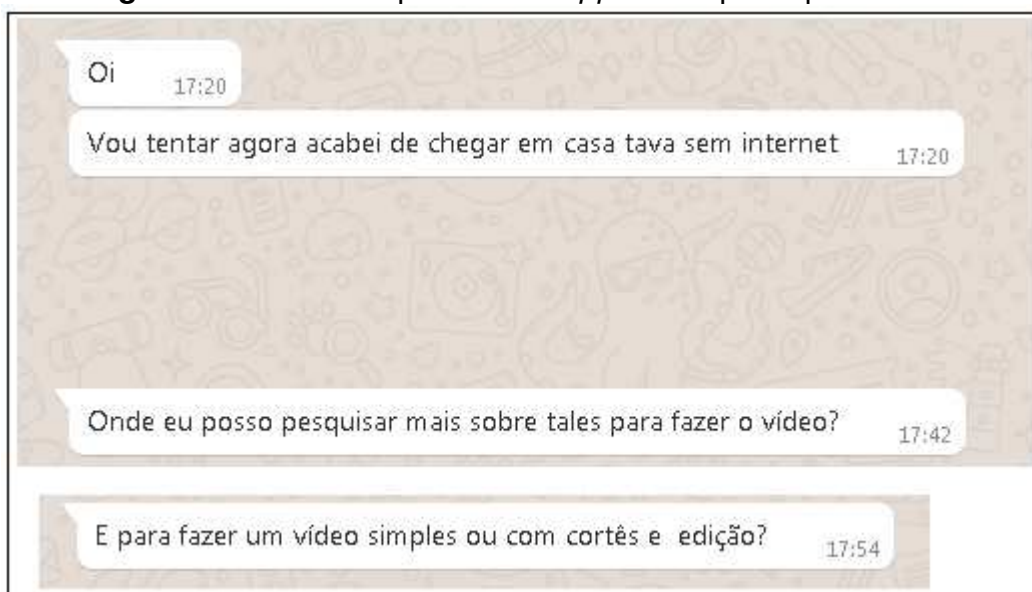 Oi 17:20
Vou tentar agora acabei de chegar em casa tava sem internet 17:20
Onde eu posso pesquisar mais sobre tales para fazer o vídeo? 17:42
E para fazer um vídeo simples ou com cortês e edição? 17:54